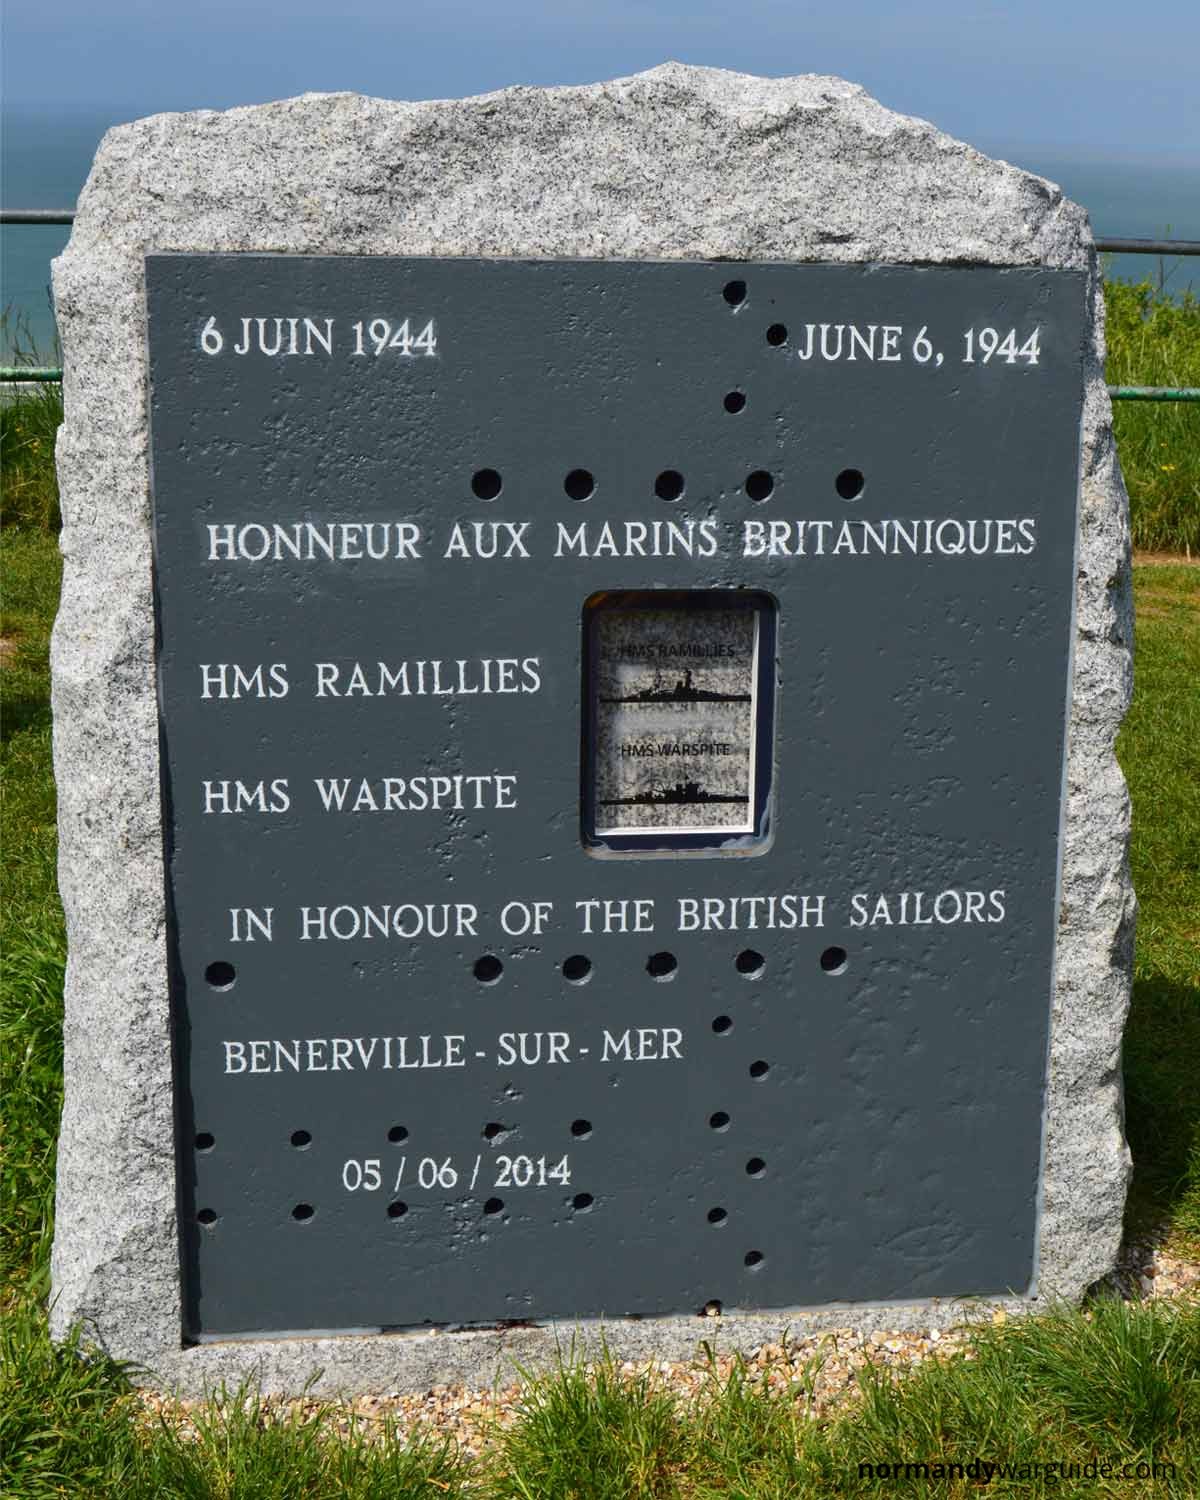 6 JUIN 1944 JUNE 6, 1944
HONNEUR AUX MARINS BRITANNIQUES
HMS RAMILLIES
HMS RAMILLIES
HMS WARSPITE
HMS WARSPITE
IN HONOUR OF THE BRITISH SAILORS
BENERVILLE - SUR - MER
05 / 06 / 2014
normandywarguide.com